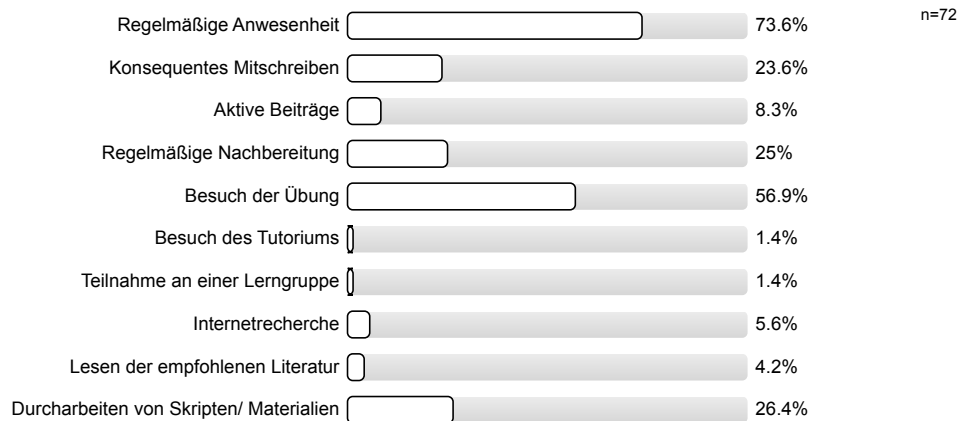 n=72
Regelmäßige Anwesenheit 73.6%
Konsequentes Mitschreiben 23.6%
Aktive Beiträge 8.3%
Regelmäßige Nachbereitung 25%
Besuch der Übung 56.9%
Besuch des Tutoriums 1.4%
Teilnahme an einer Lerngruppe 1.4%
Internetrecherche 5.6%
Lesen der empfohlenen Literatur 4.2%
Durcharbeiten von Skripten/ Materialien 26.4%